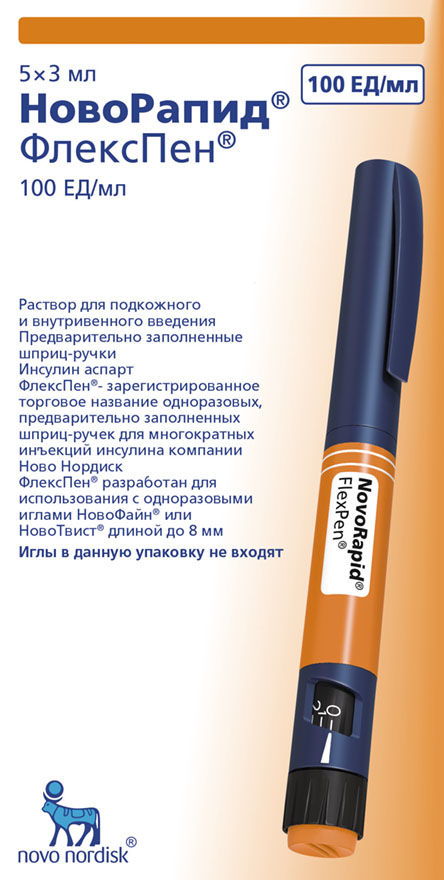 5×3 мл
НовоРапид®
ФлексПен®
100 ЕД/мл
100 ЕД/мл
Раствор для подкожного
и внутривенного введения
Предварительно заполненные
шприц-ручки
Инсулин аспарт
ФлексПен®- зарегистрированное
торговое название одноразовых,
предварительно заполненных
шприц-ручек для многократных
инъекций инсулина компании
Ново Нордиск
ФлексПен® разработан для
использования с одноразовыми
иглами НовоФайн® или
НовоТвист® длиной до 8 мм
Иглы в данную упаковку не входят
NovoRapid®
FlexPen®
0
2
novo nordisk®